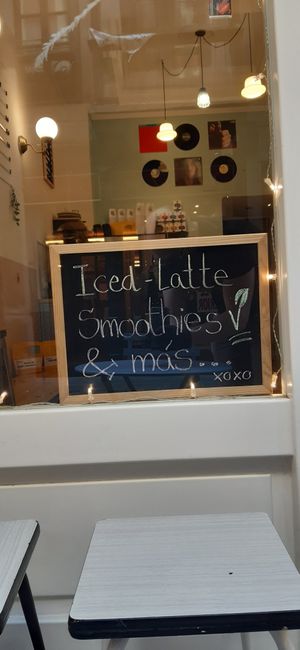 Iced-Latte
Smoothies
& más...
xoxo